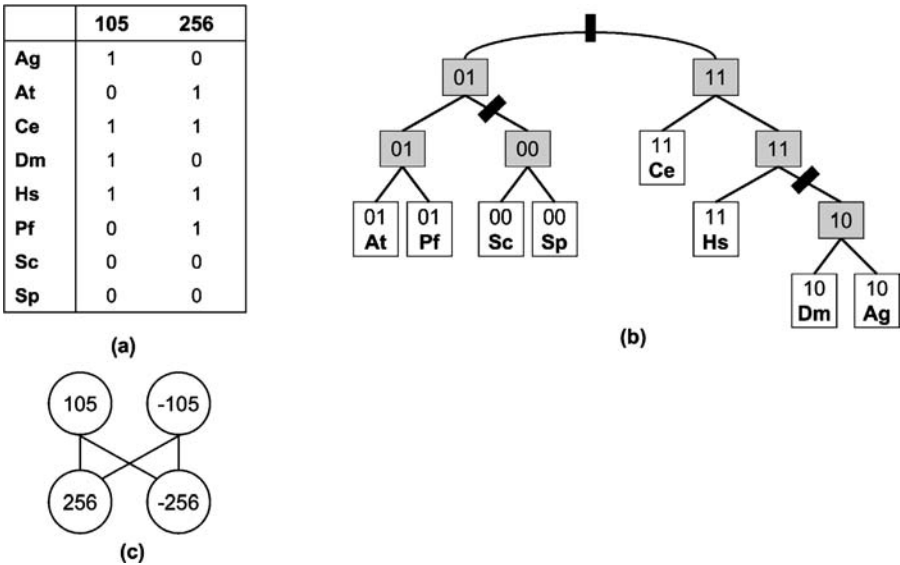 105 256
Ag 1 0
At 0 1
Ce 1 1
Dm 1 0
Hs 1 1
Pf 0 1
Sc 0 0
Sp 0 0
(a)
01 11
01 00 11 Ce 11
01 At 01 Pf 00 Sc 00 Sp 11 Hs 10
10 Dm 10 Ag
(b)
105 -105
256 -256
(c)